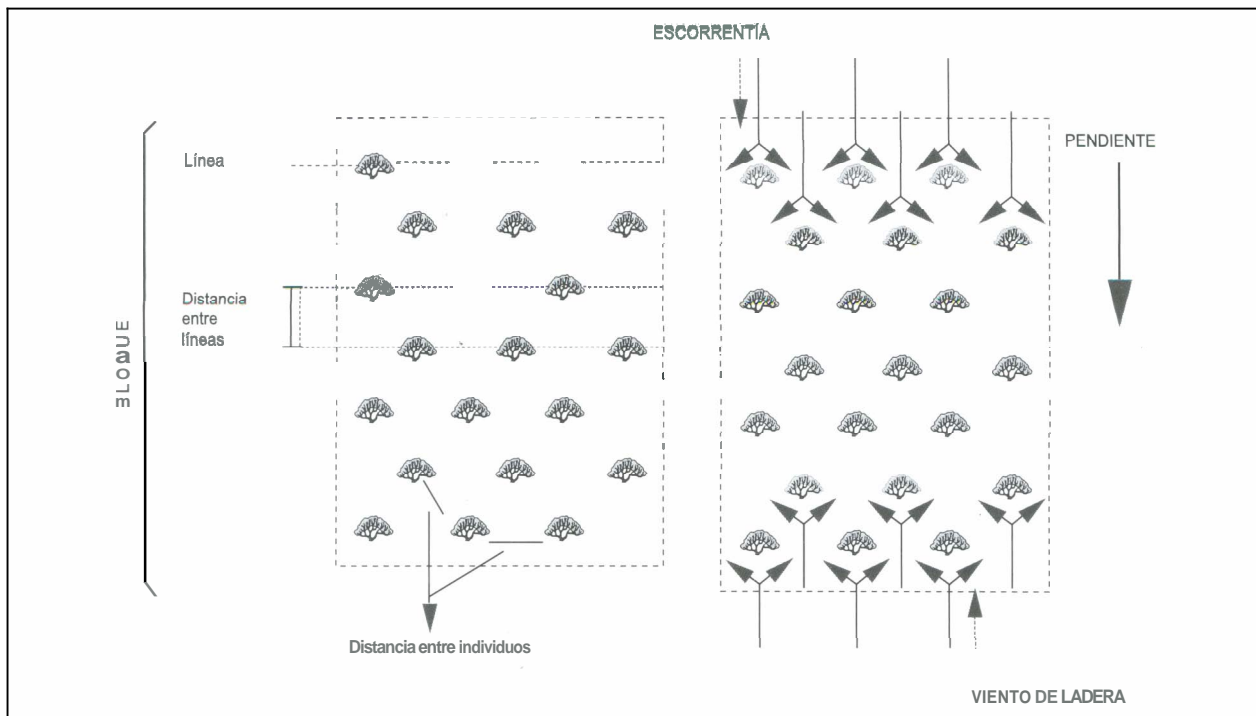 ESCORRENTÍA
PENDIENTE
Línea
Distancia
entre
líneas
BLOQUE
Distancia entre individuos
VIENTO DE LADERA